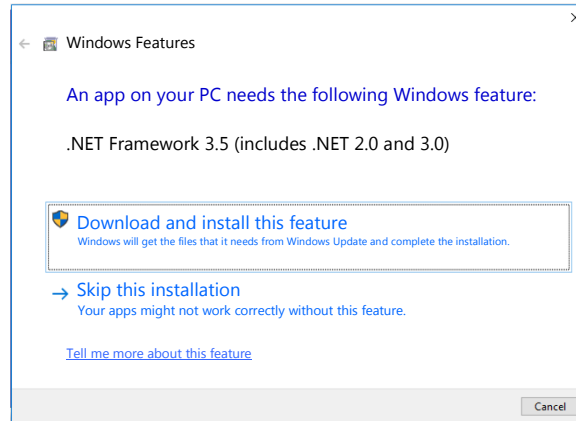 Windows Features
An app on your PC needs the following Windows feature:
.NET Framework 3.5 (includes .NET 2.0 and 3.0)
Download and install this feature
Windows will get the files that it needs from Windows Update and complete the installation.
Skip this installation
Your apps might not work correctly without this feature.
Tell me more about this feature
Cancel